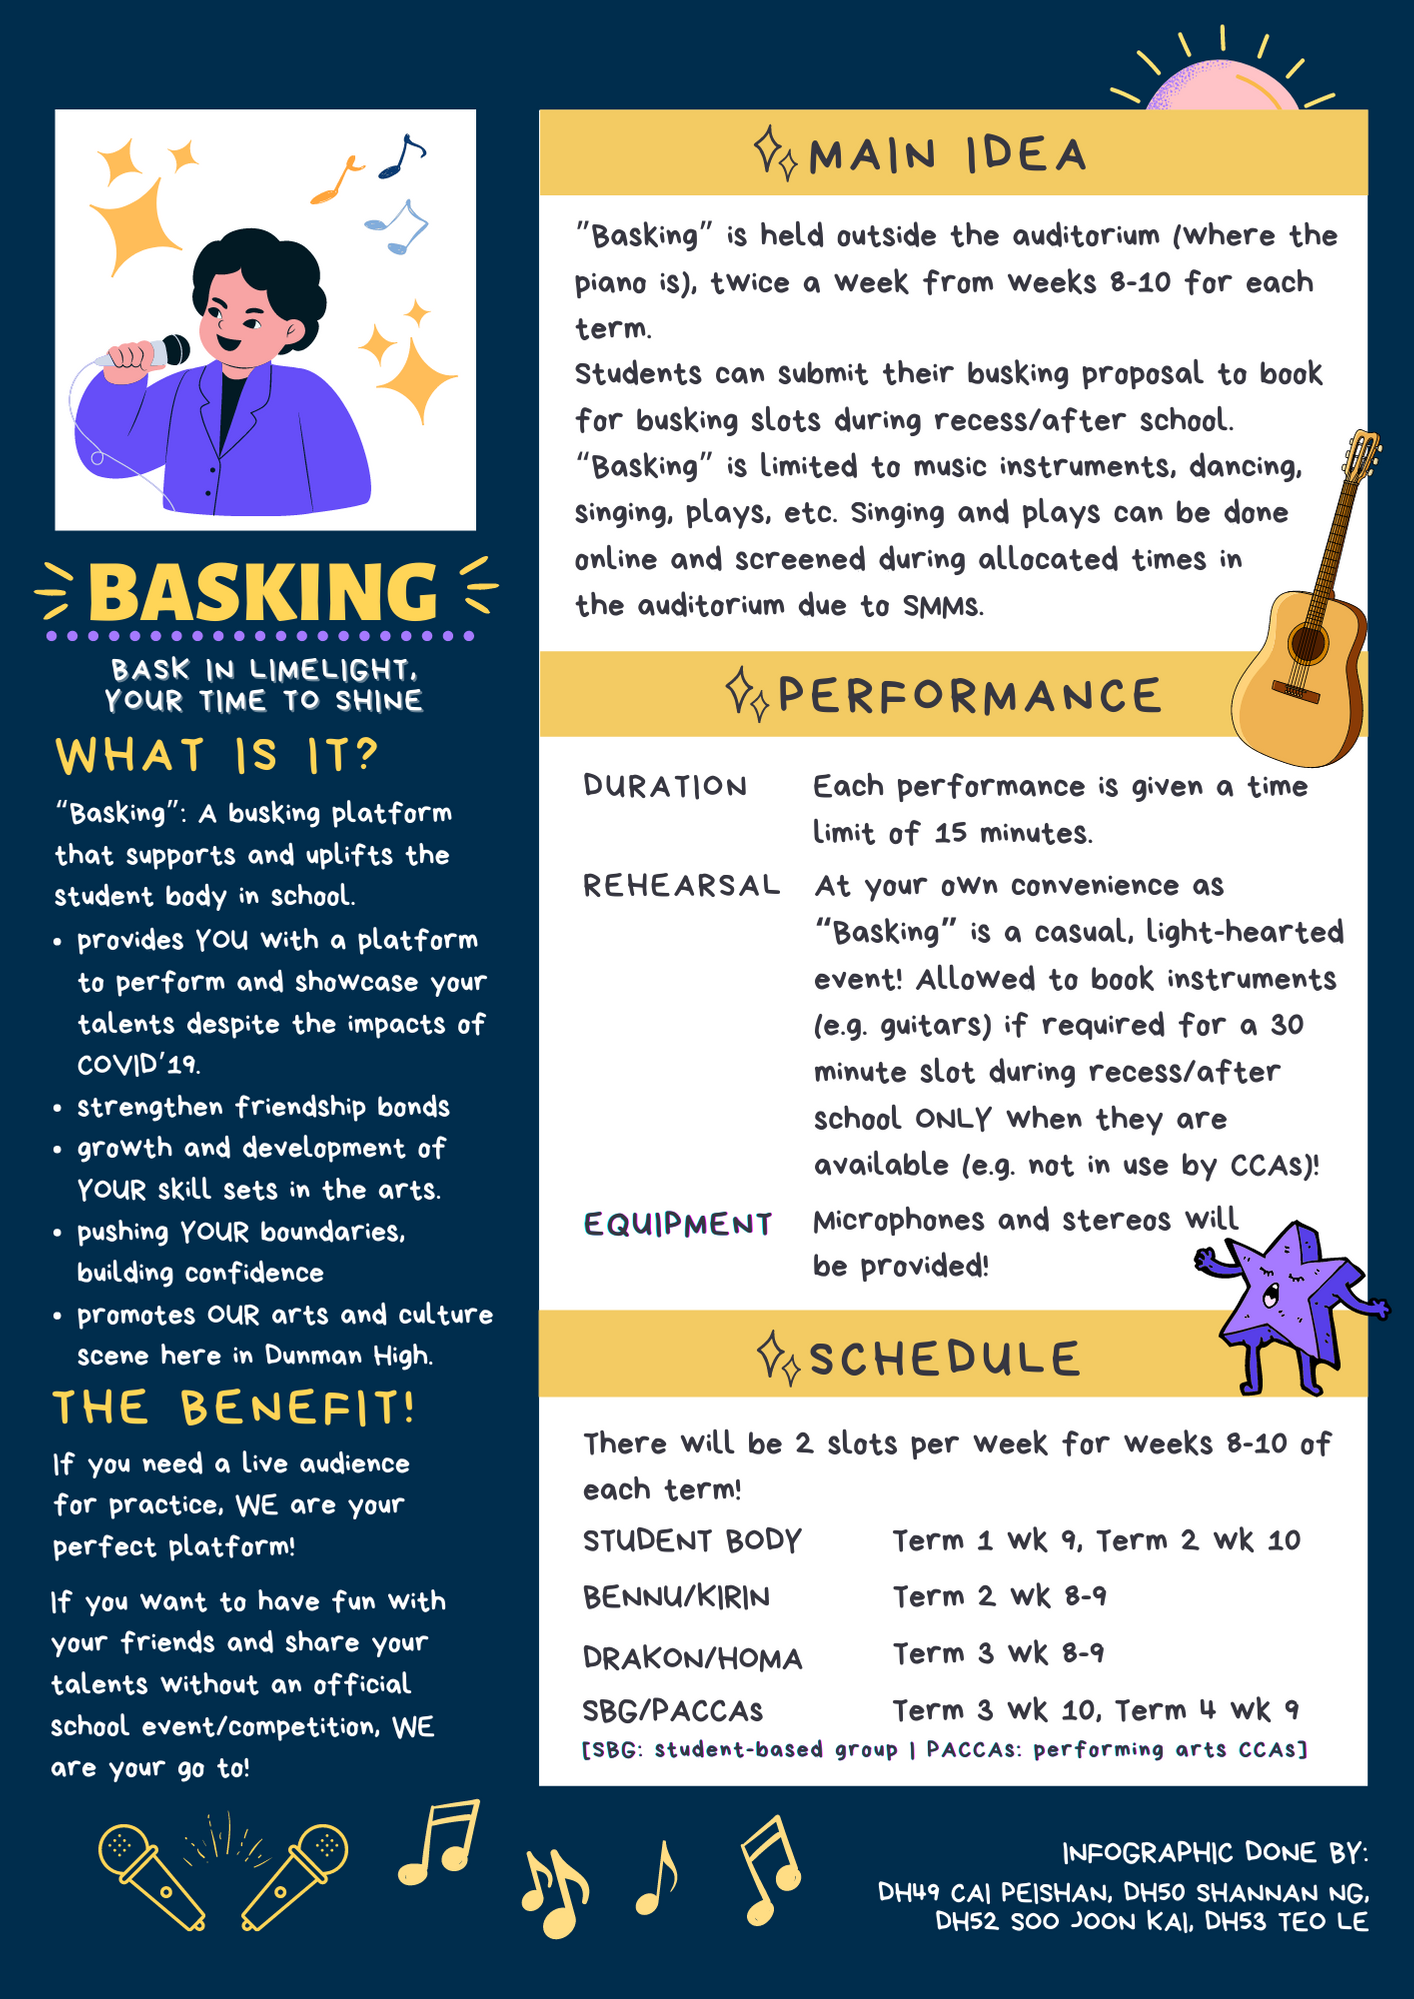 BASKING
BASK IN LIMELIGHT,
YOUR TIME TO SHINE
WHAT IS IT?
"Basking": A busking platform
that supports and uplifts the
student body in school.
• provides YOU with a platform
to perform and showcase your
talents despite the impacts of
COVID'19.
• strengthen friendship bonds
• growth and development of
YOUR skill sets in the arts.
• pushing YOUR boundaries,
building confidence
• promotes OUR arts and culture
scene here in Dunman High.
THE BENEFIT!
If you need a live audience
for practice, WE are your
perfect platform!
If you want to have fun with
your friends and share your
talents without an official
school event/competition, WE
are your go to!
MAIN IDEA
"Basking" is held outside the auditorium (where the
piano is), twice a week from weeks 8-10 for each
term.
Students can submit their busking proposal to book
for busking slots during recess/after school.
"Basking" is limited to music instruments, dancing,
singing, plays, etc. Singing and plays can be done
online and screened during allocated times in
the auditorium due to SMMs.
PERFORMANCE
DURATION Each performance is given a time
limit of 15 minutes.
REHEARSAL At your own convenience as
"Basking" is a casual, light-hearted
event! Allowed to book instruments
(e.g. guitars) if required for a 30
minute slot during recess/after
school ONLY when they are
available (e.g. not in use by CCAs)!
EQUIPMENT Microphones and stereos will
be provided!
SCHEDULE
There will be 2 slots per week for weeks 8-10 of
each term!
STUDENT BODY Term 1 wk 9, Term 2 wk 10
BENNU/KIRIN Term 2 wk 8-9
DRAKON/HOMA Term 3 wk 8-9
SBG/PACCAs Term 3 wk 10, Term 4 wk 9
[SBG: student-based group | PACCAs: performing arts CCAs]
INFOGRAPHIC DONE BY:
DH49 CAI PEISHAN, DH50 SHANNAN NG,
DH52 SOO JOON KAI, DH53 TEO LE